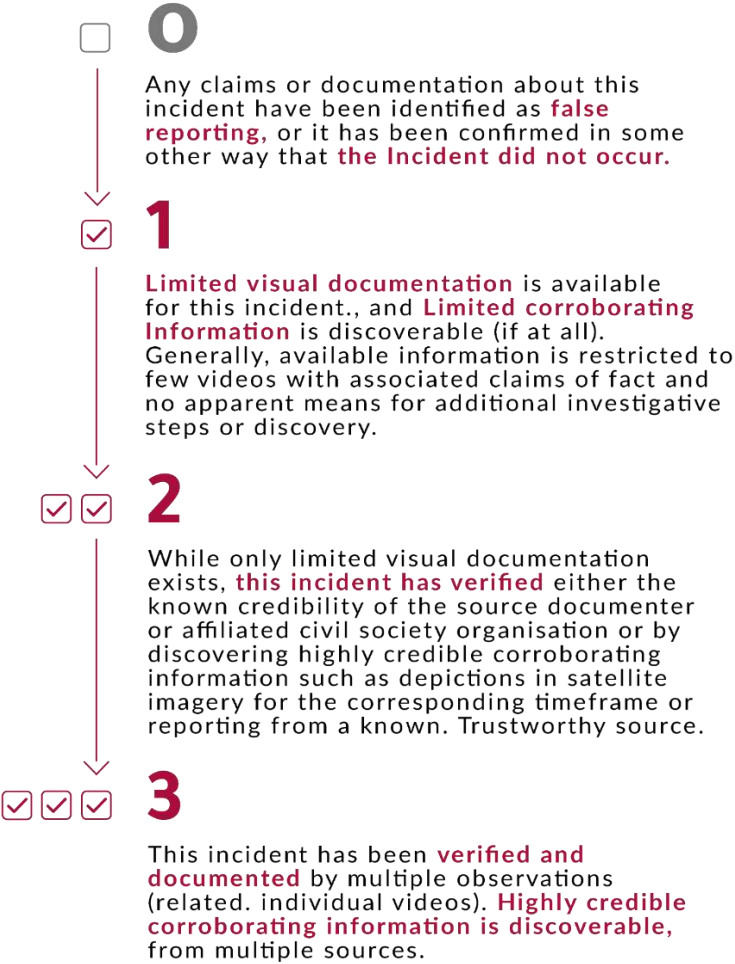 0
Any claims or documentation about this
incident have been identified as false
reporting, or it has been confirmed in some
other way that the Incident did not occur.
1
Limited visual documentation is available
for this incident., and Limited corroborating
Information is discoverable (if at all).
Generally, available information is restricted to
few videos with associated claims of fact and
no apparent means for additional investigative
steps or discovery.
2
While only limited visual documentation
exists, this incident has verified either the
known credibility of the source documenter
or affiliated civil society organisation or by
discovering highly credible corroborating
information such as depictions in satellite
imagery for the corresponding timeframe or
reporting from a known. Trustworthy source.
3
This incident has been verified and
documented by multiple observations
(related. individual videos). Highly credible
corroborating information is discoverable,
from multiple sources.